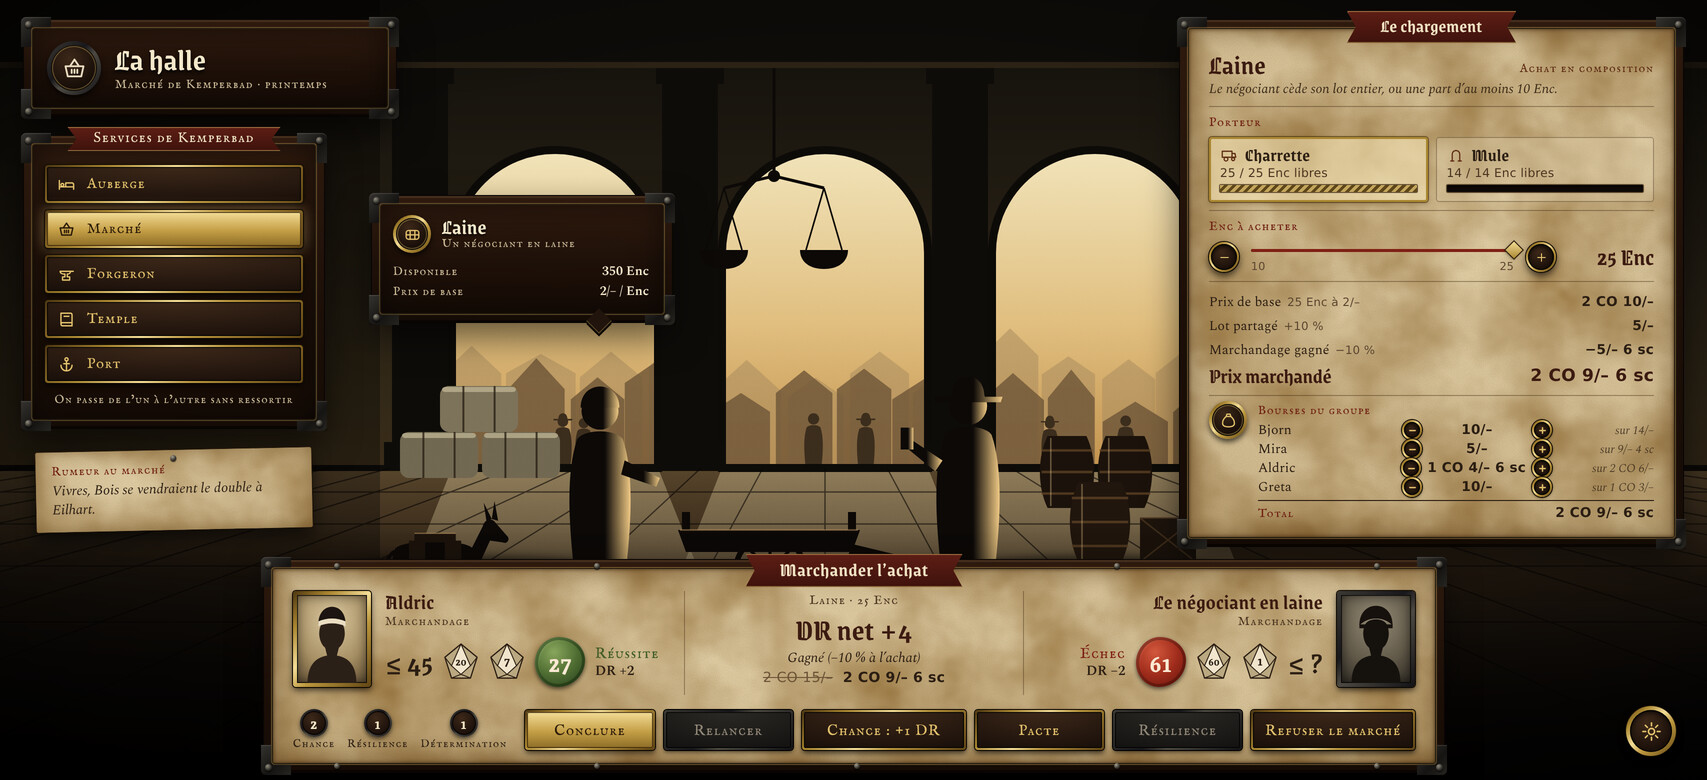 La halle
Marché de Kemperbad · printemps
Services de Kemperbad
Auberge
Marché
Forgeron
Temple
Port
On passe de l'un à l'autre sans ressortir
Rumeur au marché
Vivres, Bois se vendraient le double à
Eilhart.
Laine
Un négociant en laine
Disponible 350 Enc
Prix de base 2/– / Enc
Le chargement
Laine Achat en composition
Le négociant cède son lot entier, ou une part d'au moins 10 Enc.
Porteur
Charrette
25 / 25 Enc libres
Mule
14 / 14 Enc libres
Enc à acheter
− + 25 Enc
10 25
Prix de base 25 Enc à 2/– 2 CO 10/–
Lot partagé +10 % 5/–
Marchandage gagné −10 % −5/– 6 sc
Prix marchandé 2 CO 9/– 6 sc
Bourses du groupe
Bjorn − 10/– + sur 14/–
Mira − 5/– + sur 9/– 4 sc
Aldric − 1 CO 4/– 6 sc + sur 2 CO 6/–
Greta − 10/– + sur 1 CO 3/–
Total 2 CO 9/– 6 sc
Marchander l'achat
Aldric
Marchandage
≤ 45 20 7 27 Réussite
DR +2
Laine · 25 Enc
DR net +4
Gagné (−10 % à l'achat)
2 CO 15/– 2 CO 9/– 6 sc
Le négociant en laine
Marchandage
Échec
DR −2 61 60 1 ≤ ?
2 1 1
Chance Résilience Détermination
Conclure
Relancer
Chance : +1 DR
Pacte
Résilience
Refuser le marché